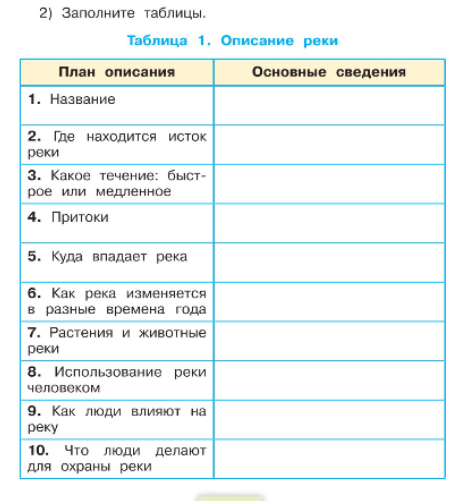 2) Заполните таблицы.
Таблица 1. Описание реки
План описания
Основные сведения
1. Название
2. Где находится исток
реки
3. Какое течение: быст-
рое или медленное
4. Притоки
5. Куда впадает река
6. Как река изменяется
в разные времена года
7. Растения и животные
реки
8. Использование реки
человеком
9. Как люди влияют на
реку
10. Что люди делают
для охраны реки